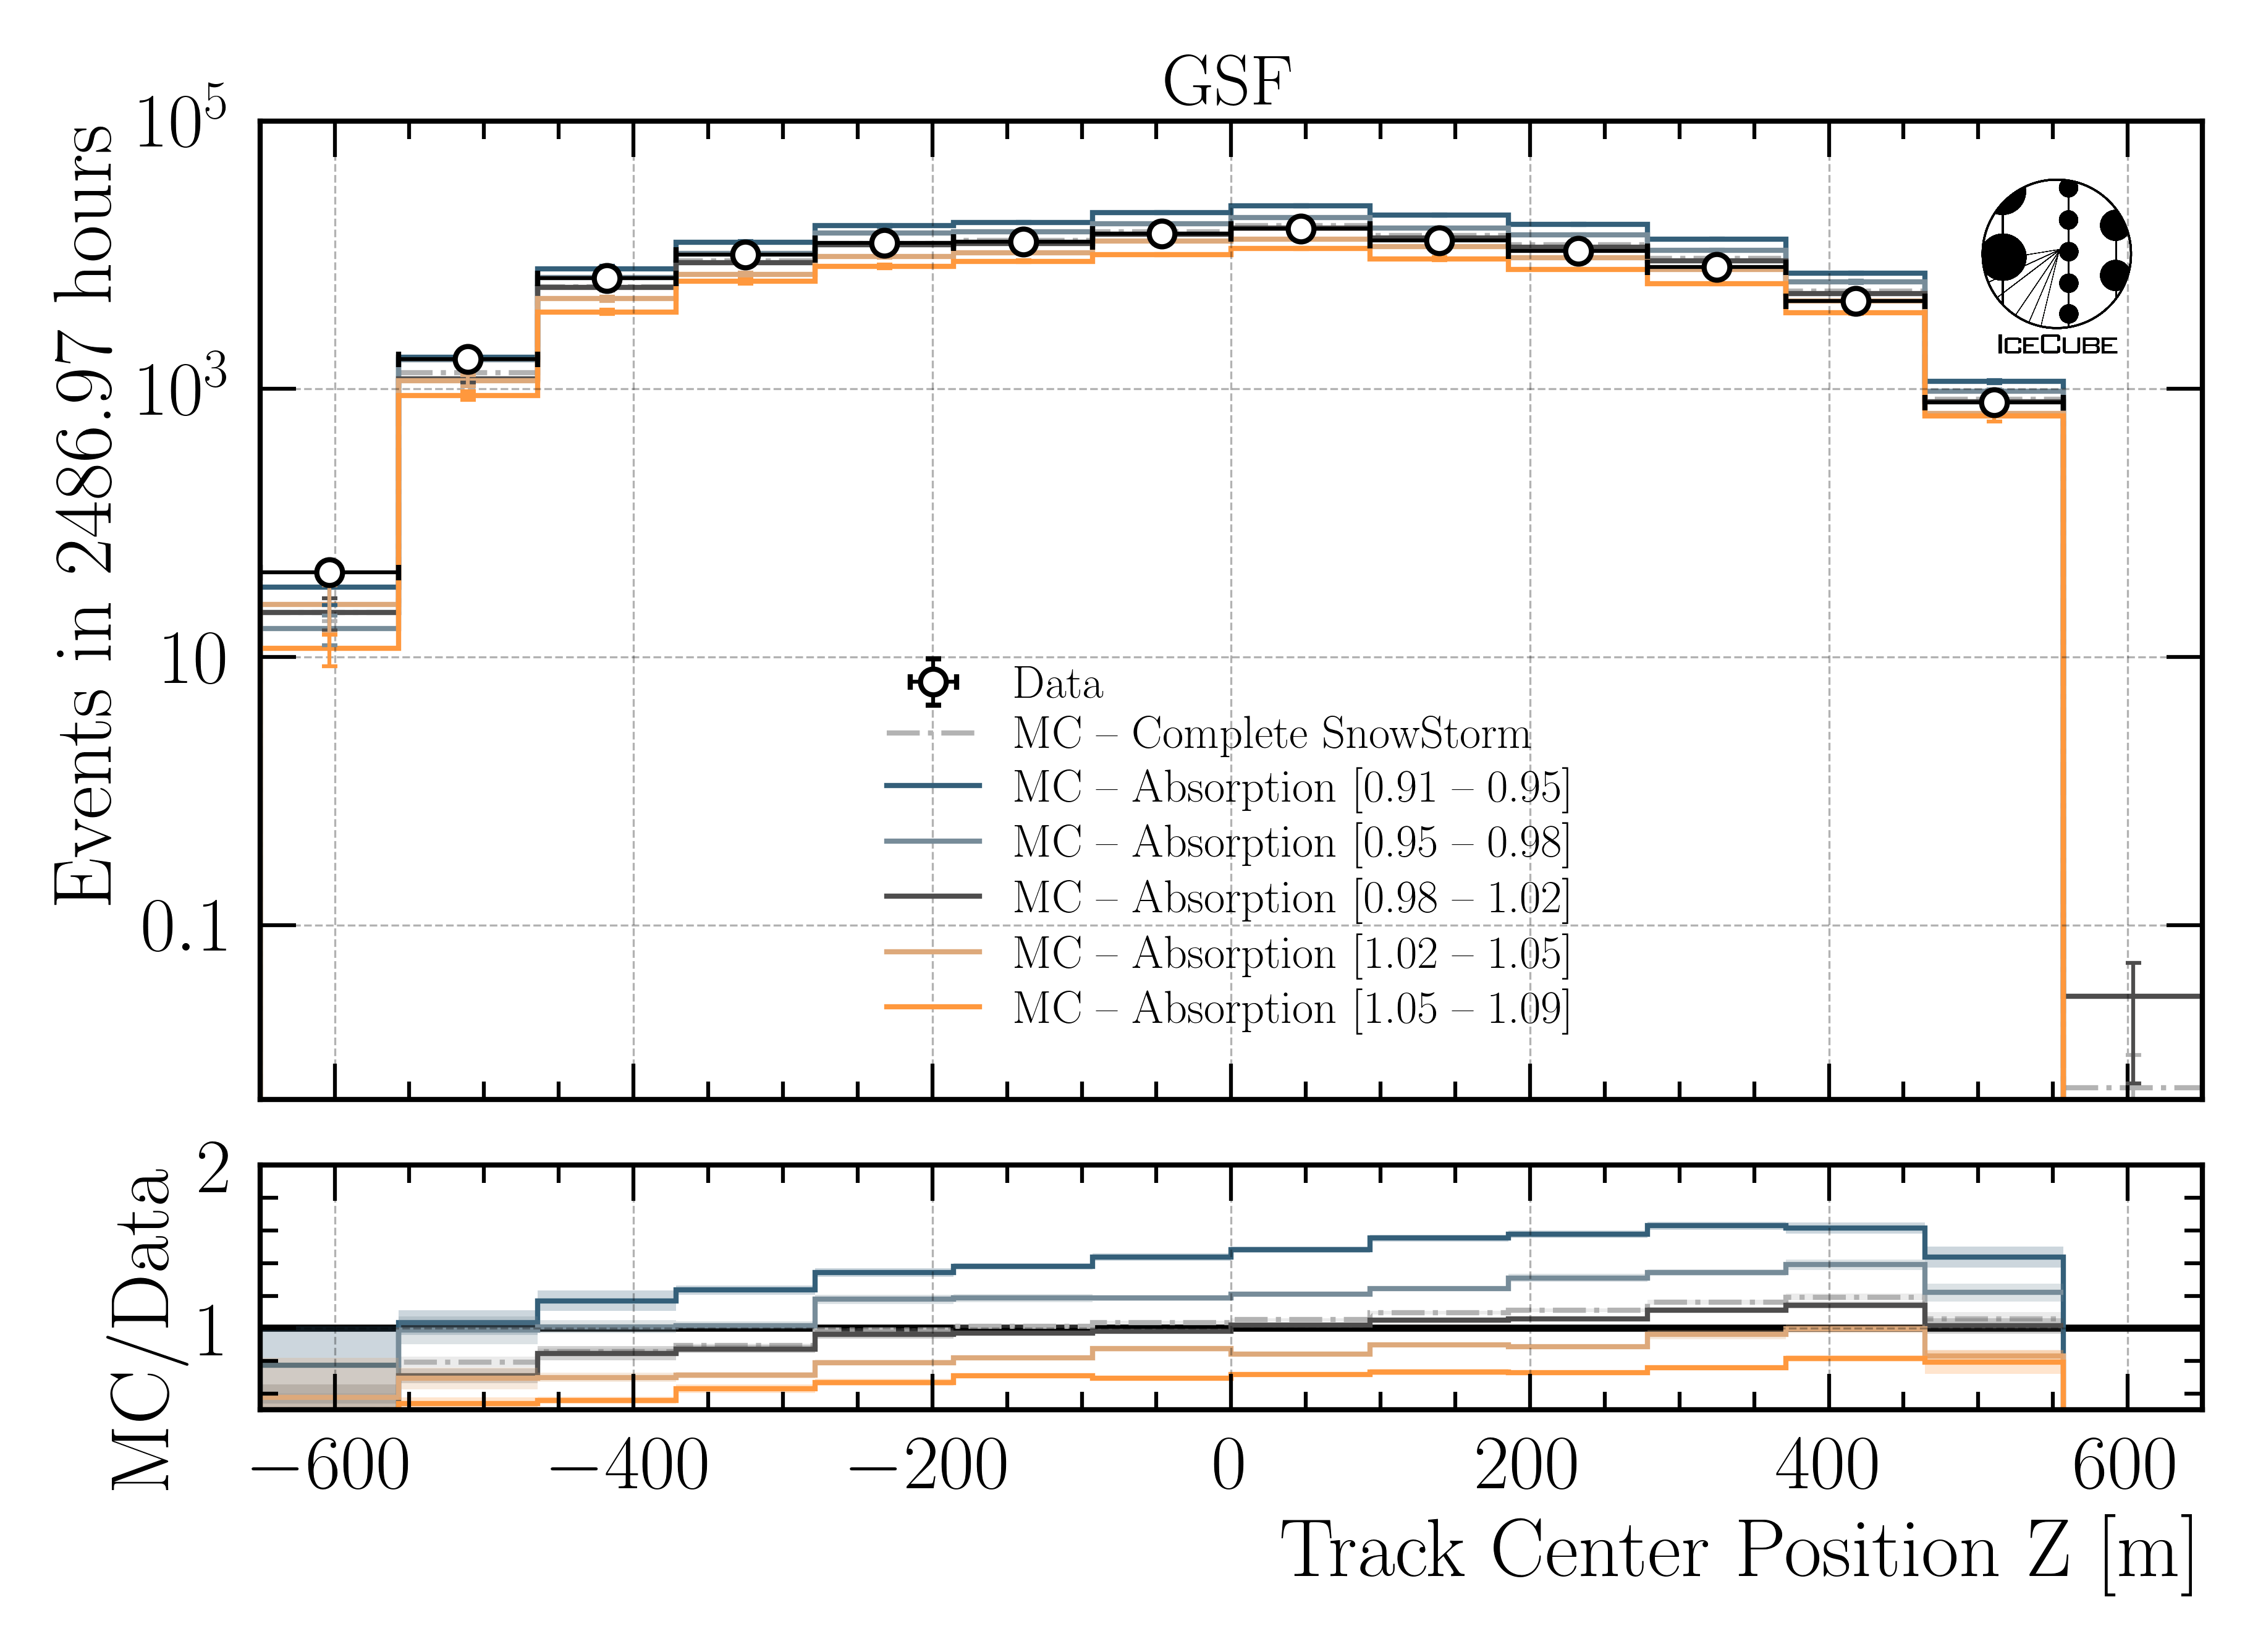 GSF
Events in 2486.97 hours
10^5
10^3
10
0.1
ICECUBE
Data
MC – Complete SnowStorm
MC – Absorption [0.91 – 0.95]
MC – Absorption [0.95 – 0.98]
MC – Absorption [0.98 – 1.02]
MC – Absorption [1.02 – 1.05]
MC – Absorption [1.05 – 1.09]
MC/Data
2
1
−600 −400 −200 0 200 400 600
Track Center Position Z [m]